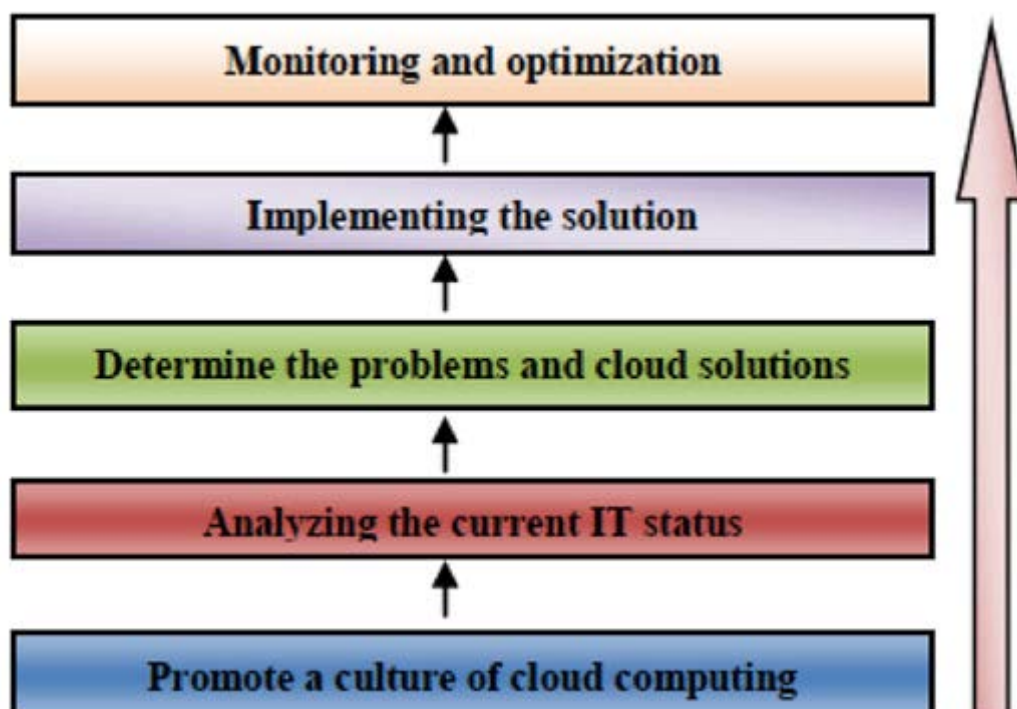 Monitoring and optimization
Implementing the solution
Determine the problems and cloud solutions
Analyzing the current IT status
Promote a culture of cloud computing